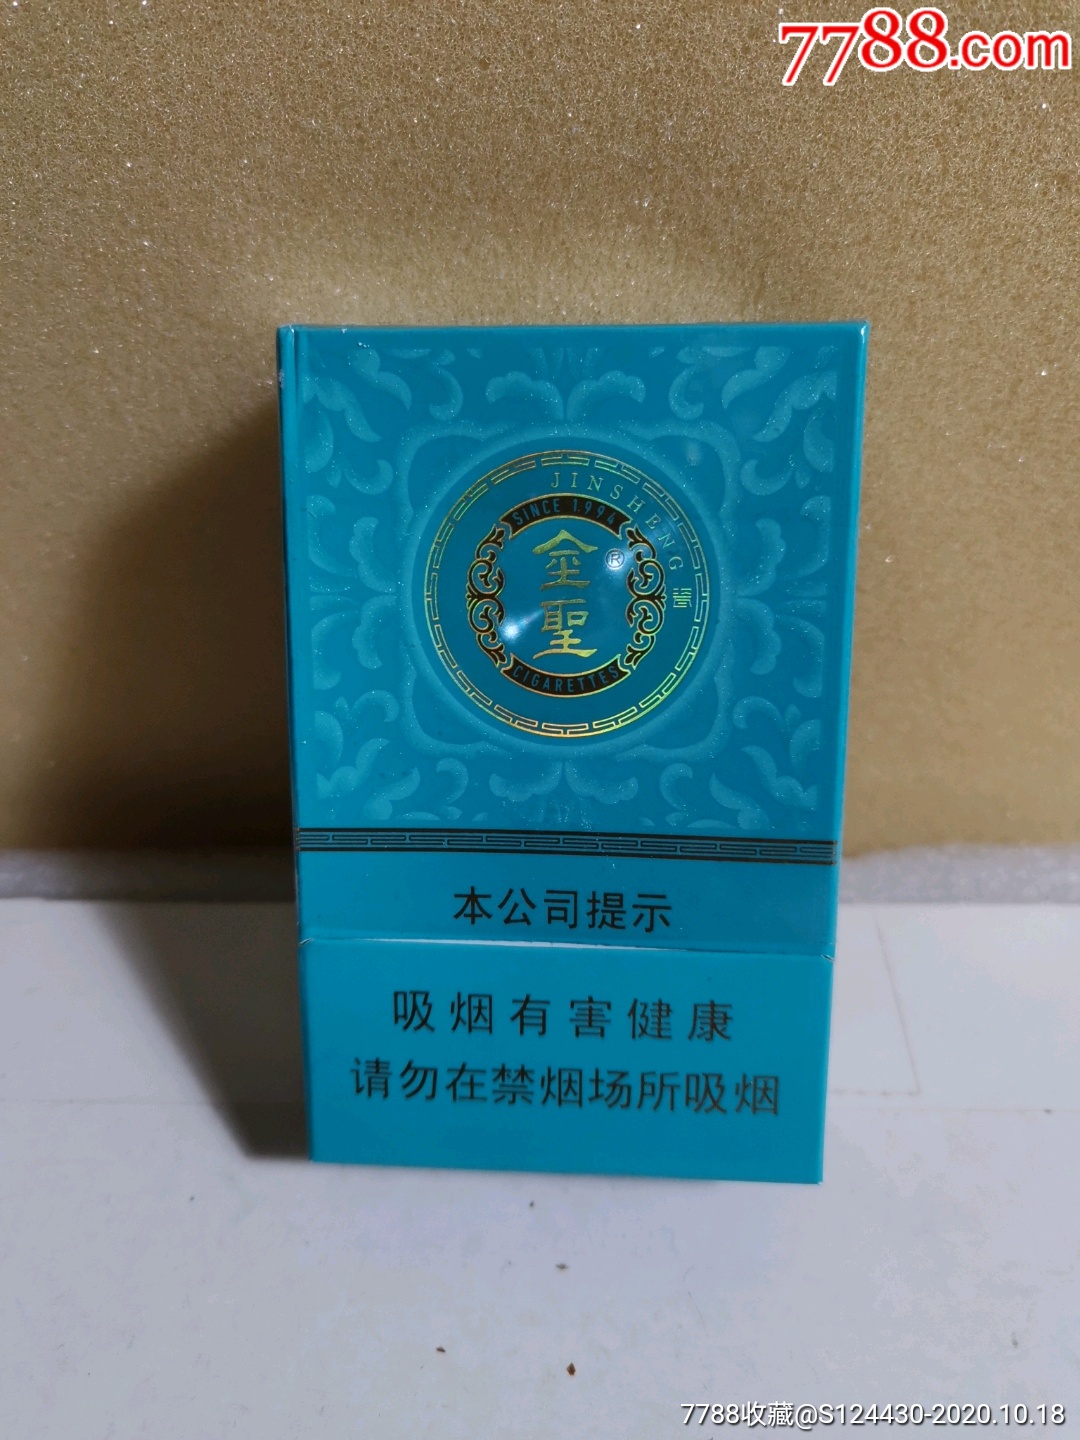 7788.com
JINSHENG
SINCE 1994
金聖®
CIGARETTES
本公司提示
吸烟有害健康
请勿在禁烟场所吸烟
7788收藏@S124430-2020.10.18